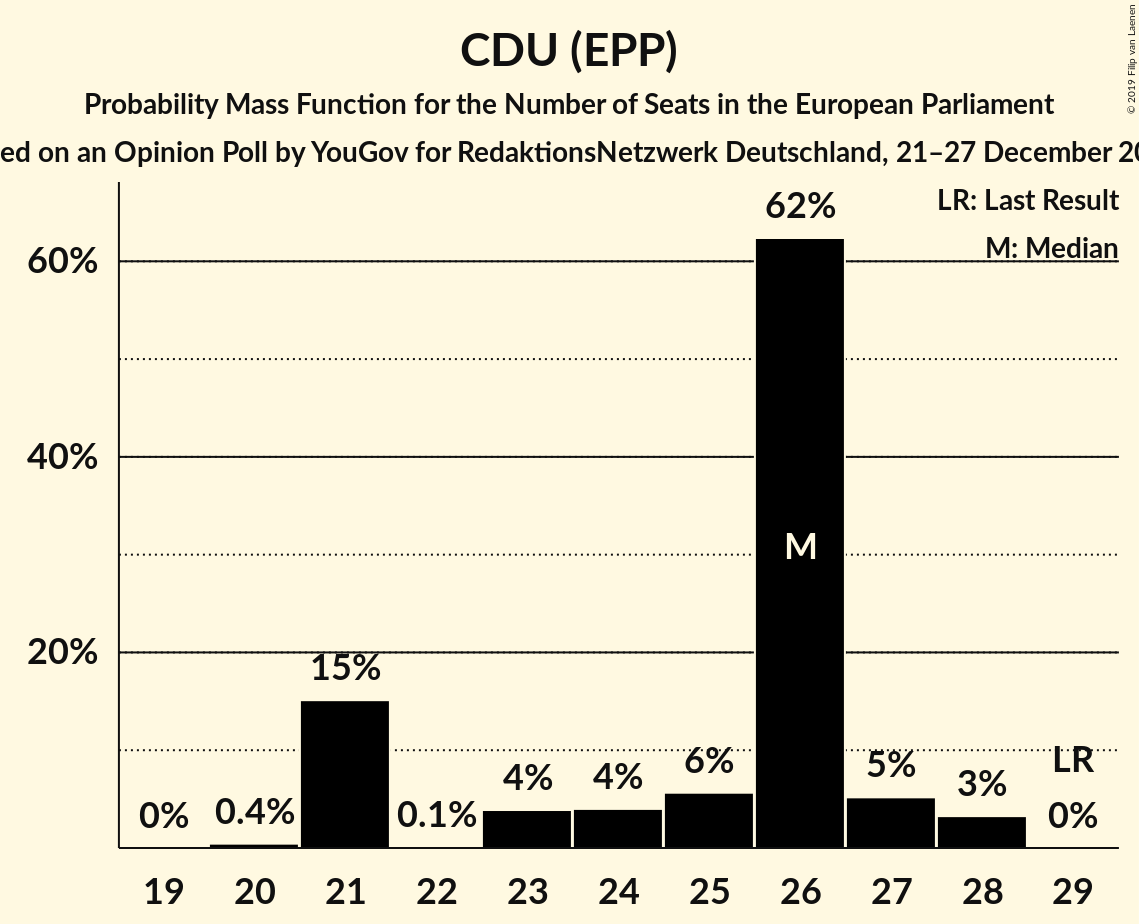 © 2019 Filip van Laenen
CDU (EPP)
Probability Mass Function for the Number of Seats in the European Parliament
ed on an Opinion Poll by YouGov for RedaktionsNetzwerk Deutschland, 21–27 December 20
LR: Last Result
M: Median
62%
60%
40%
M
20%
15%
LR
6%
5%
4%
4%
3%
0%
0.4%
0.1%
0%
19 20 21 22 23 24 25 26 27 28 29